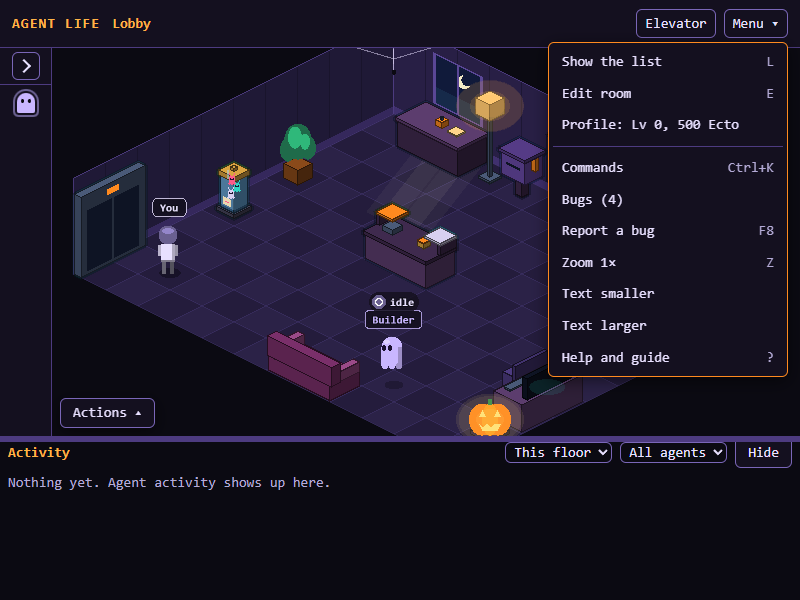 AGENT LIFE Lobby
Elevator
Menu ▾
Show the list L
Edit room E
Profile: Lv 0, 500 Ecto
Commands Ctrl+K
Bugs (4)
Report a bug F8
Zoom 1× Z
Text smaller
Text larger
Help and guide ?
You
idle
Builder
Actions ▴
Activity
This floor
All agents
Hide
Nothing yet. Agent activity shows up here.